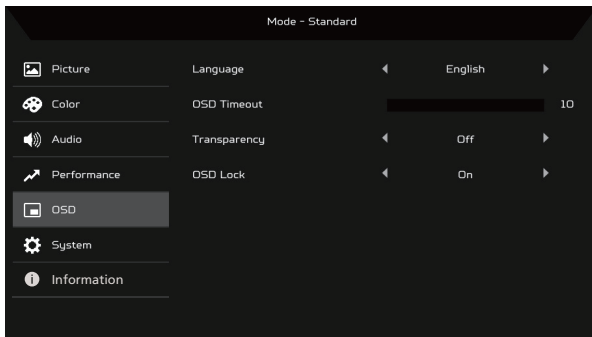 Mode - Standard
Picture
Language English
Color
OSD Timeout 10
Audio
Transparency Off
Performance
OSD Lock On
OSD
System
Information